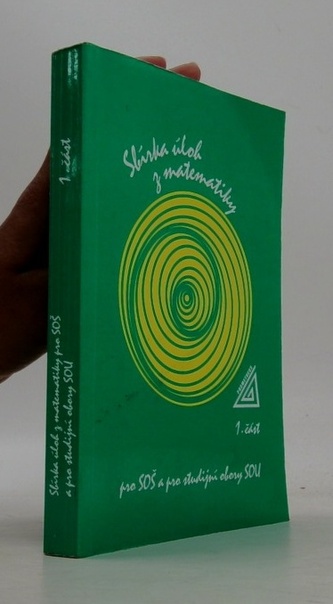 Sbírka úloh
z matematiky
1. část
pro SOŠ a pro studijní obory SOU
1. část
Sbírka úloh z matematiky pro SOŠ
a pro studijní obory SOU